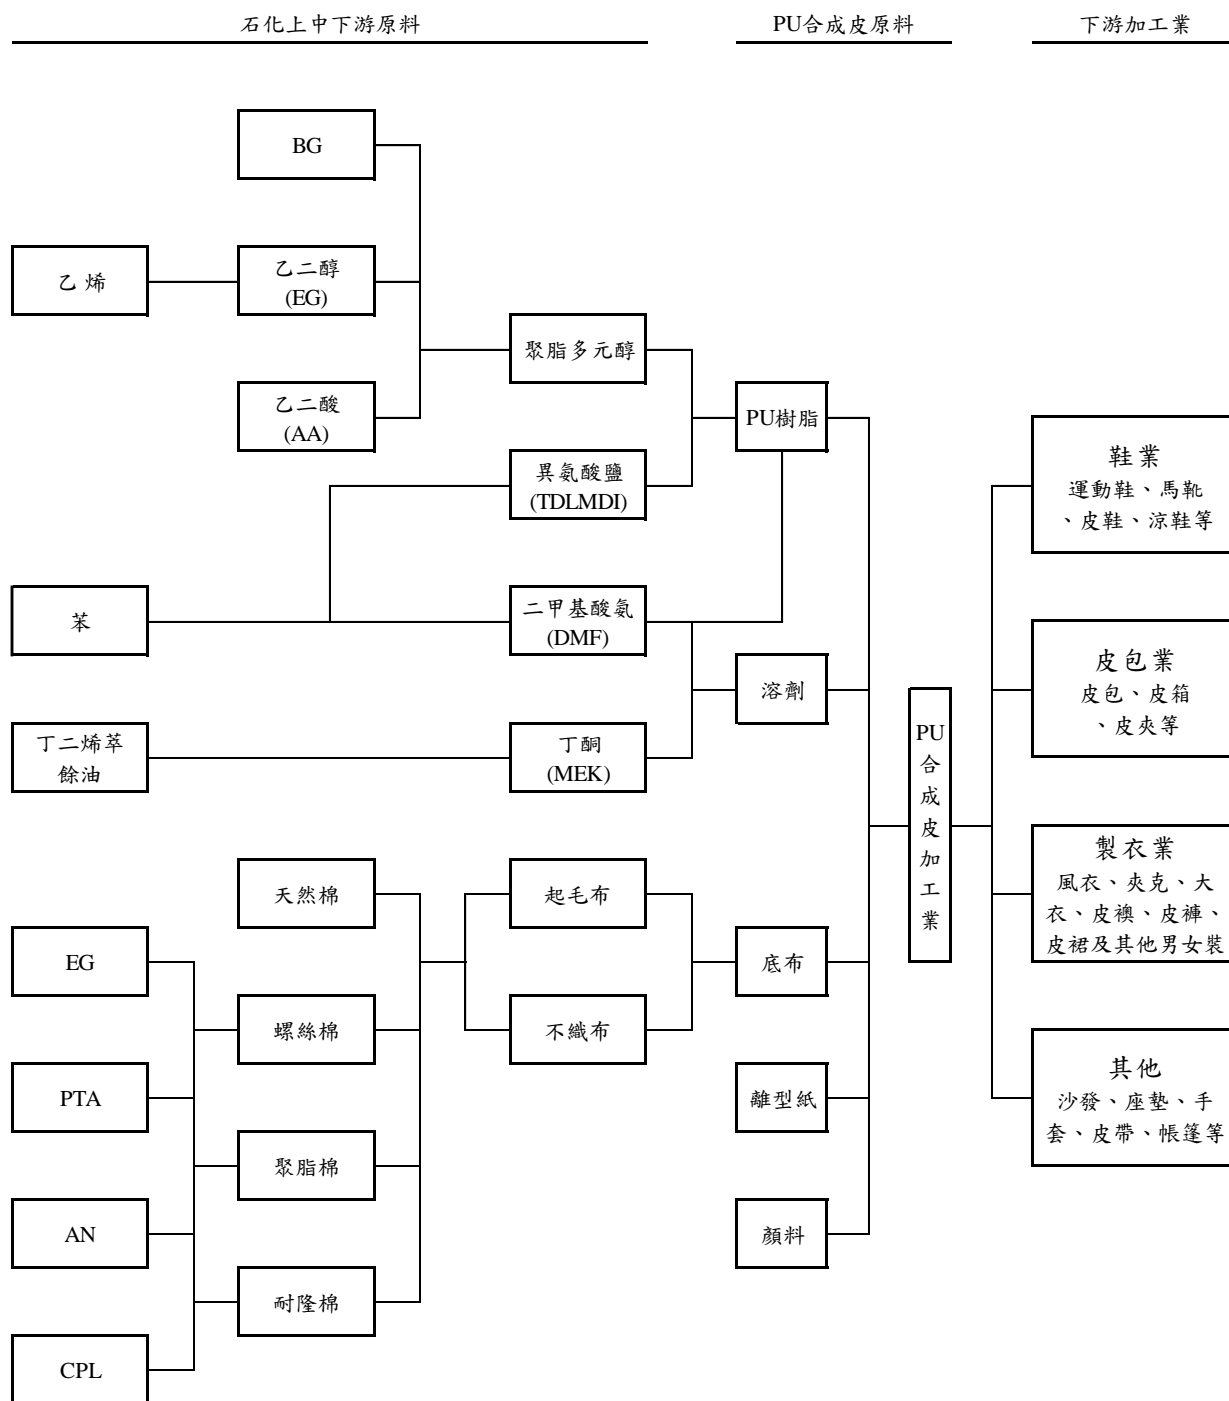 石化上中下游原料
PU合成皮原料
下游加工業
BG
乙烯
乙二醇
(EG)
聚脂多元醇
乙二酸
(AA)
PU樹脂
異氨酸鹽
(TDLMDI)
苯
二甲基酸氨
(DMF)
溶劑
丁二烯萃
餘油
丁酮
(MEK)
天然棉
起毛布
EG
底布
螺絲棉
不織布
PTA
離型紙
聚脂棉
AN
顏料
耐隆棉
CPL
PU
合
成
皮
加
工
業
鞋業
運動鞋、馬靴
、皮鞋、涼鞋等
皮包業
皮包、皮箱
、皮夾等
製衣業
風衣、夾克、大
衣、皮襖、皮褲、
皮裙及其他男女裝
其他
沙發、座墊、手
套、皮帶、帳篷等